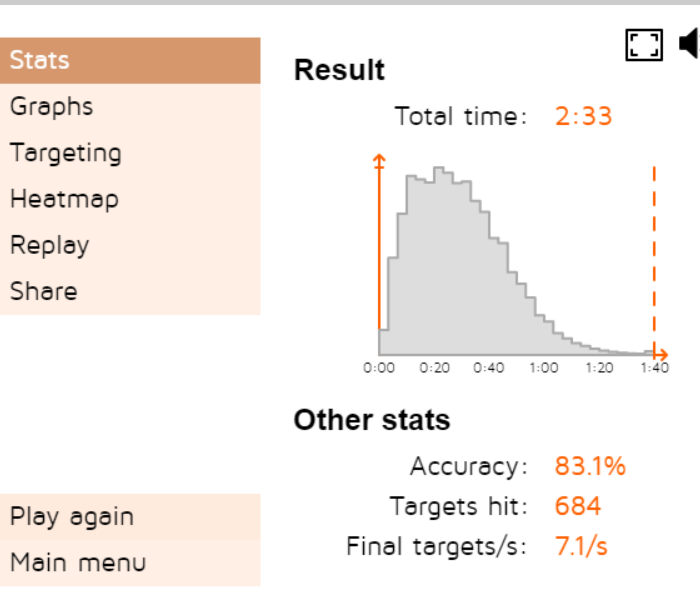 Stats
Graphs
Targeting
Heatmap
Replay
Share
Play again
Main menu
Result
Total time: 2:33
0:00 0:20 0:40 1:00 1:20 1:40
Other stats
Accuracy: 83.1%
Targets hit: 684
Final targets/s: 7.1/s